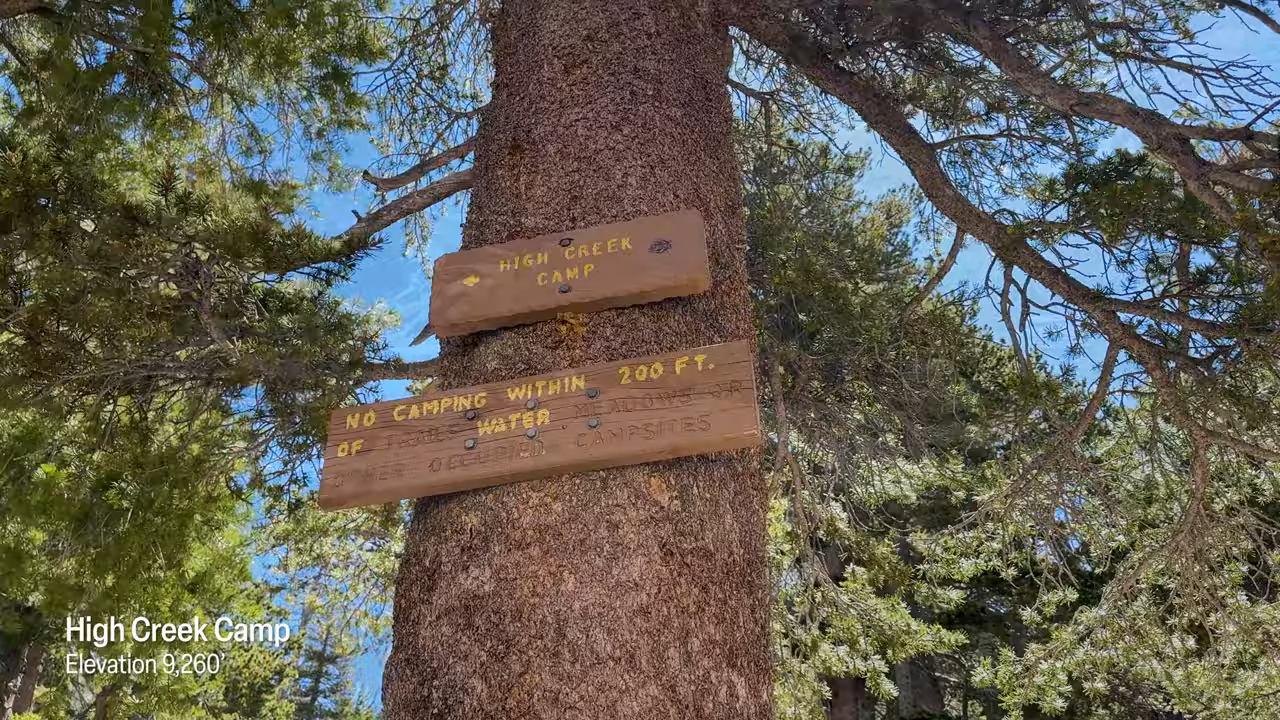 HIGH CREEK
CAMP
NO CAMPING WITHIN 200 FT.
OF TRAILS WATER MEADOWS OR
OCCUPIED CAMPSITES
High Creek Camp
Elevation 9,260'